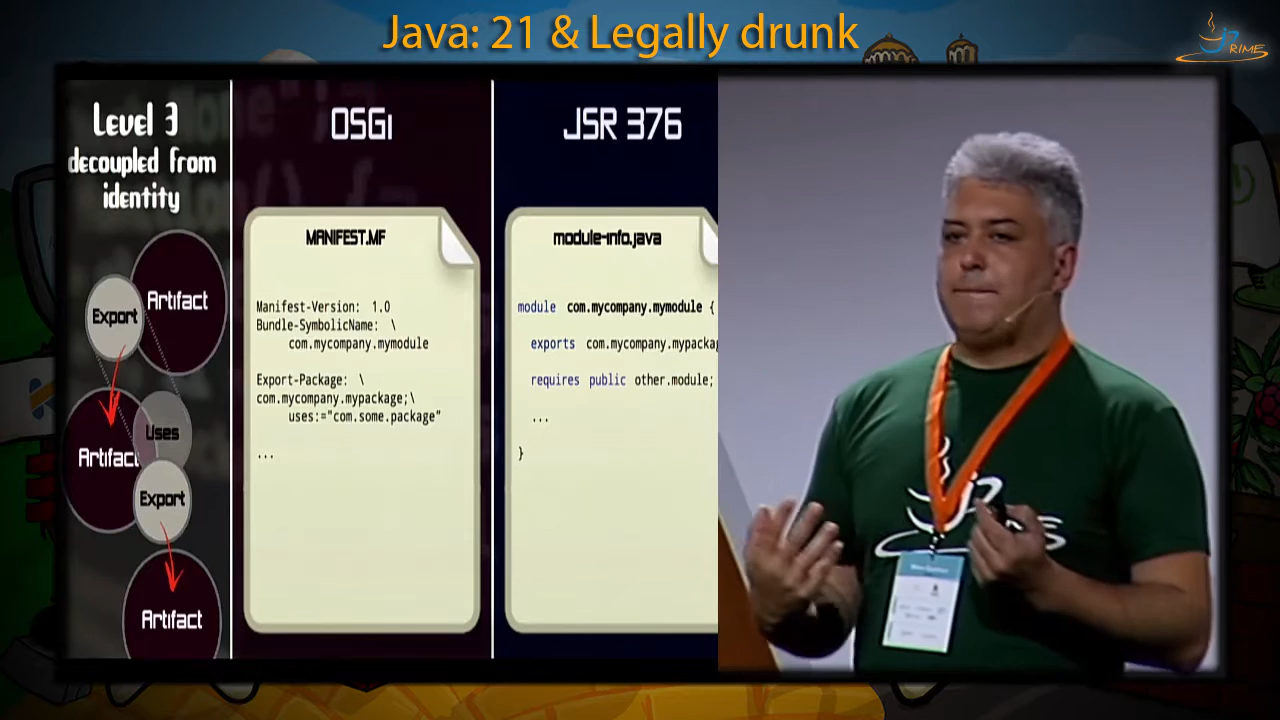 Java: 21 & Legally drunk
JPRIME
Level 3
decoupled from
identity
Export
Artifact
Artifact
Uses
Export
Artifact
OSGi
MANIFEST.MF
Manifest-Version: 1.0
Bundle-SymbolicName: \
com.mycompany.mymodule
Export-Package: \
com.mycompany.mypackage;\
uses:="com.some.package"
...
JSR 376
module-info.java
module com.mycompany.mymodule {
exports com.mycompany.mypackag
requires public other.module;
...
}